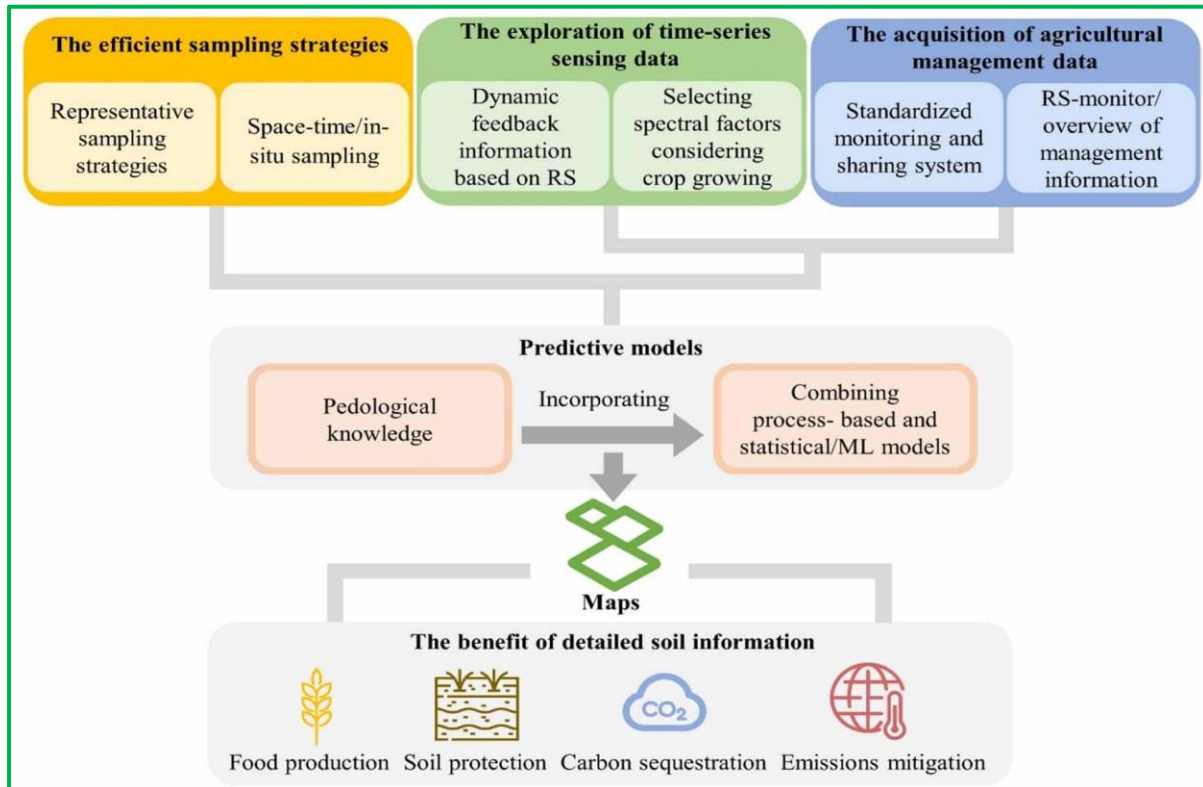 The efficient sampling strategies
Representative
sampling
strategies
Space-time/in-
situ sampling
The exploration of time-series
sensing data
Dynamic
feedback
information
based on RS
Selecting
spectral factors
considering
crop growing
The acquisition of agricultural
management data
Standardized
monitoring and
sharing system
RS-monitor/
overview of
management
information
Predictive models
Pedological
knowledge
Incorporating
Combining
process- based and
statistical/ML models
Maps
The benefit of detailed soil information
CO2
Food production
Soil protection
Carbon sequestration
Emissions mitigation